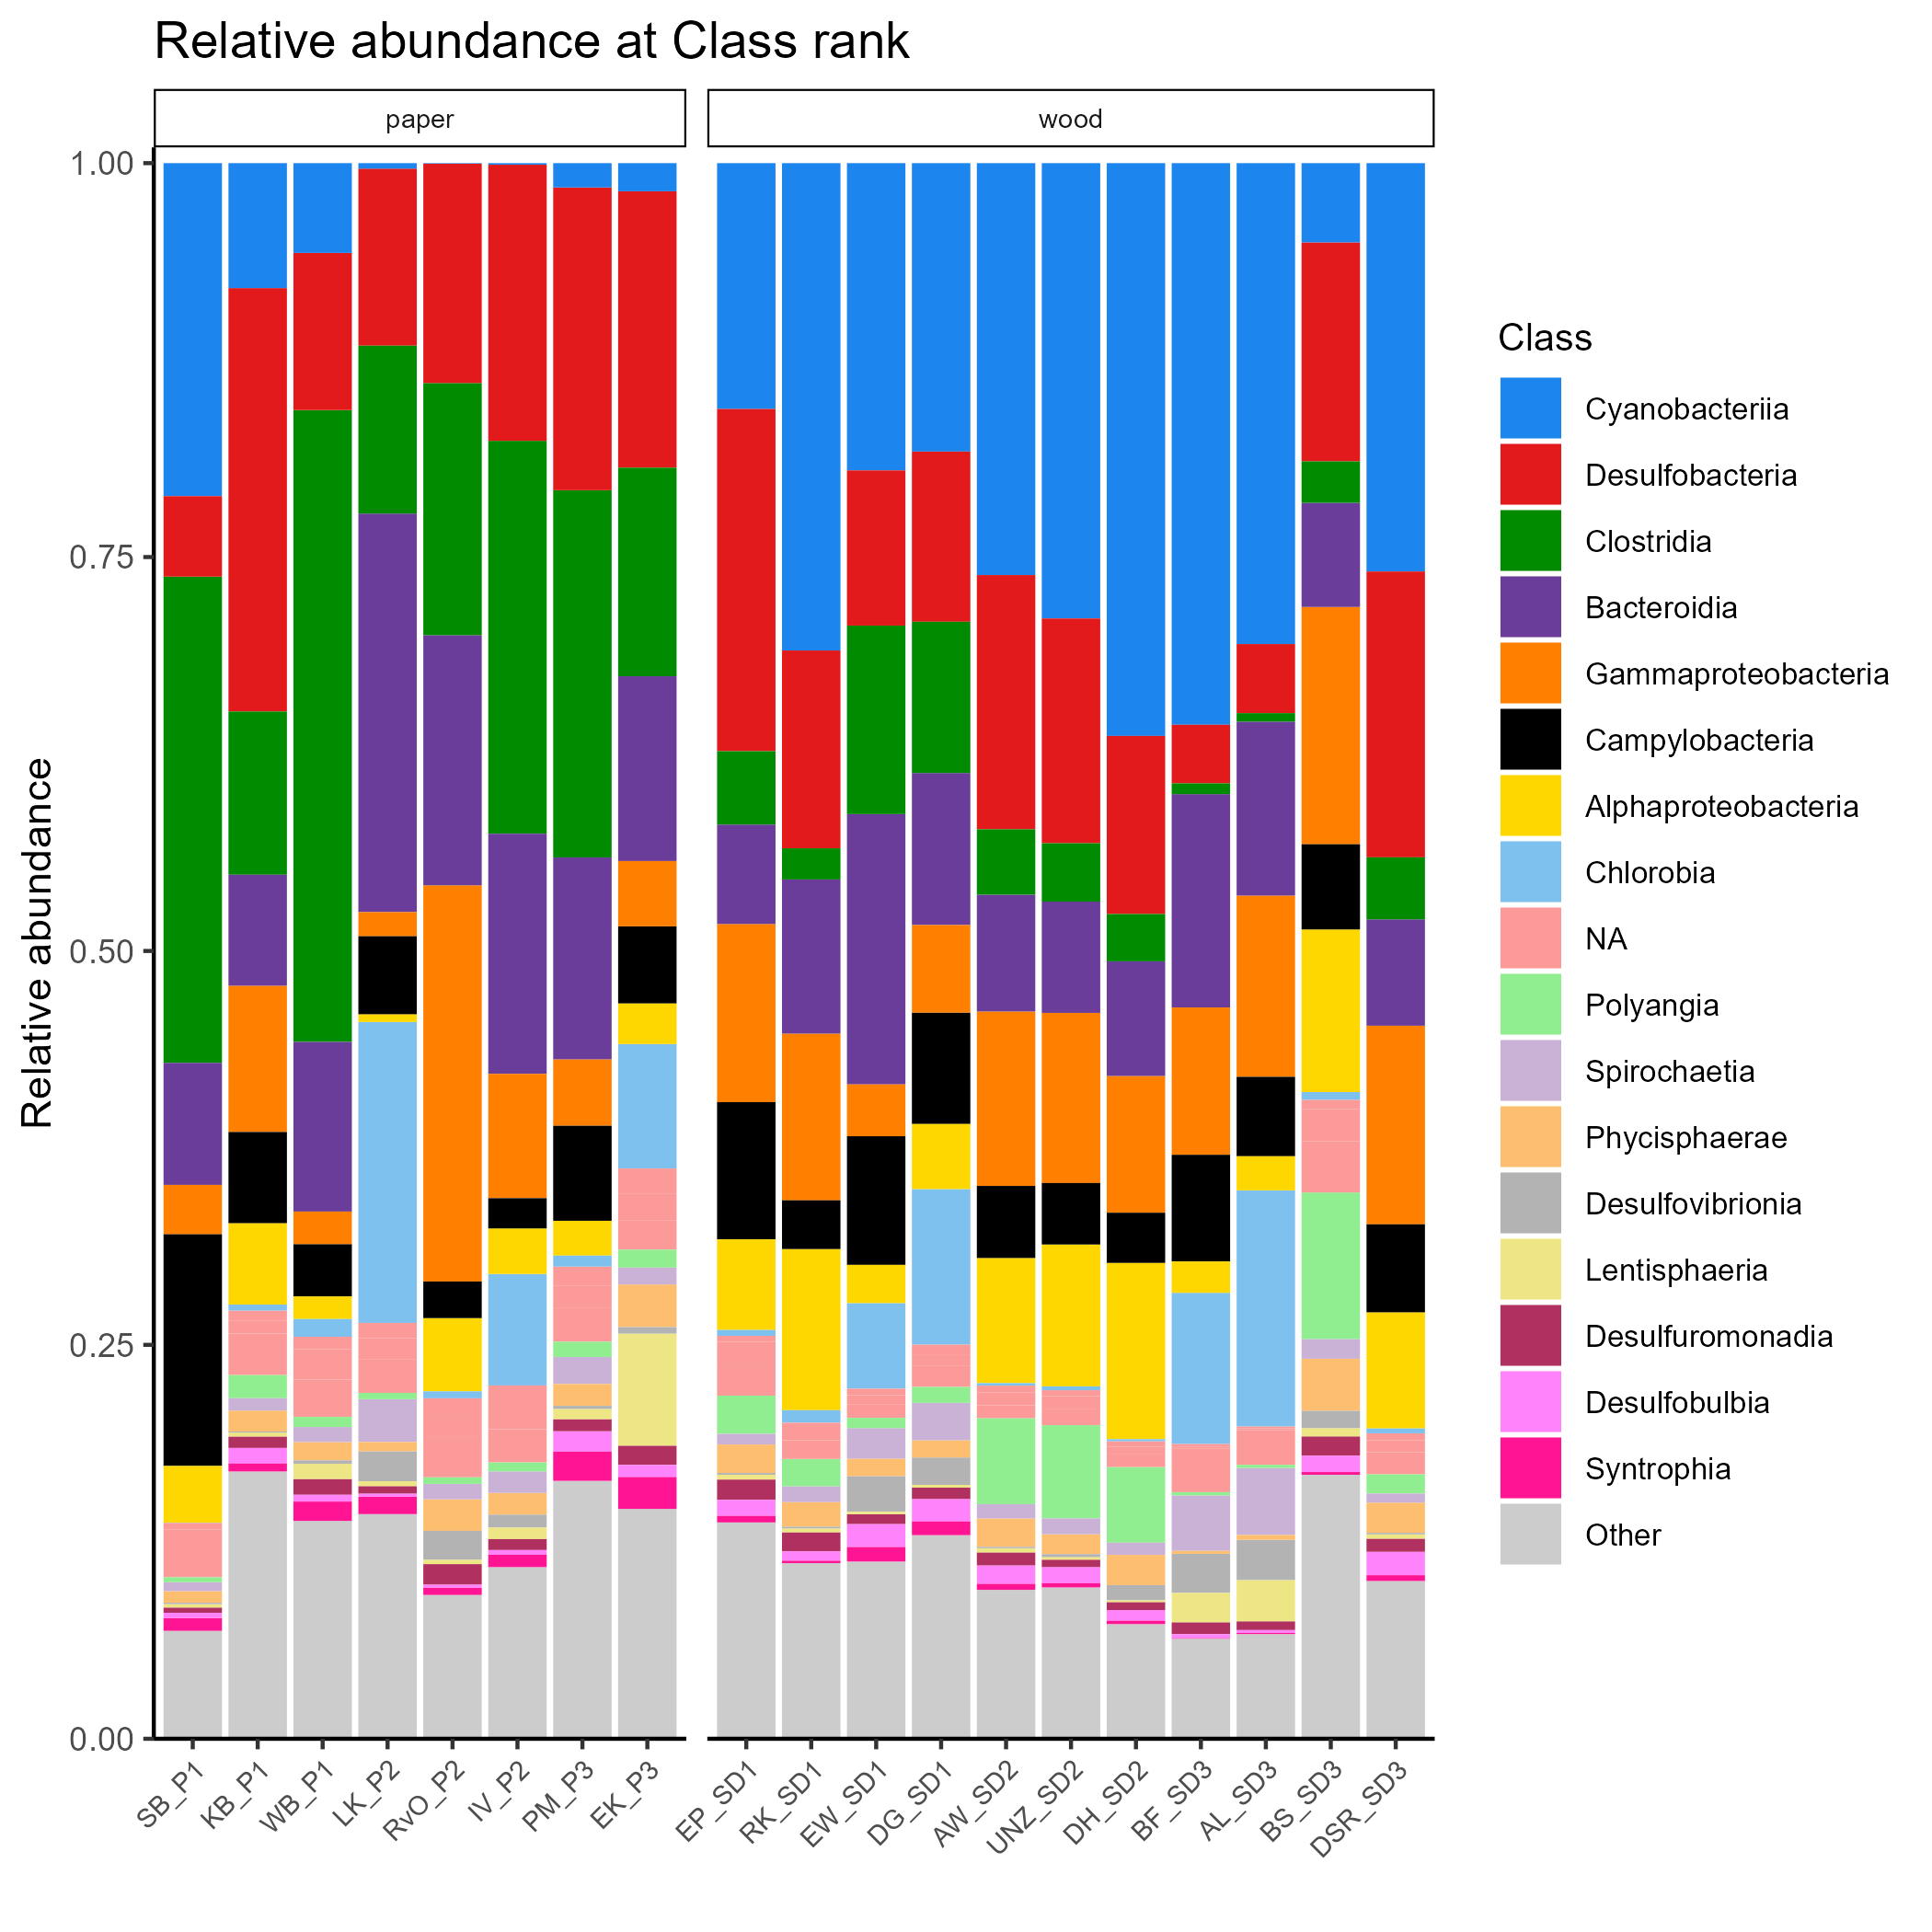 Relative abundance at Class rank
paper
wood
1.00
0.75
0.50
0.25
0.00
Relative abundance
SB_P1
KB_P1
WB_P1
LK_P2
RvO_P2
IV_P2
PM_P3
EK_P3
EP_SD1
RK_SD1
EW_SD1
DG_SD1
AW_SD2
UNZ_SD2
DH_SD2
BF_SD3
AL_SD3
BS_SD3
DSR_SD3
Class
Cyanobacteriia
Desulfobacteria
Clostridia
Bacteroidia
Gammaproteobacteria
Campylobacteria
Alphaproteobacteria
Chlorobia
NA
Polyangia
Spirochaetia
Phycisphaerae
Desulfovibrionia
Lentisphaeria
Desulfuromonadia
Desulfobulbia
Syntrophia
Other